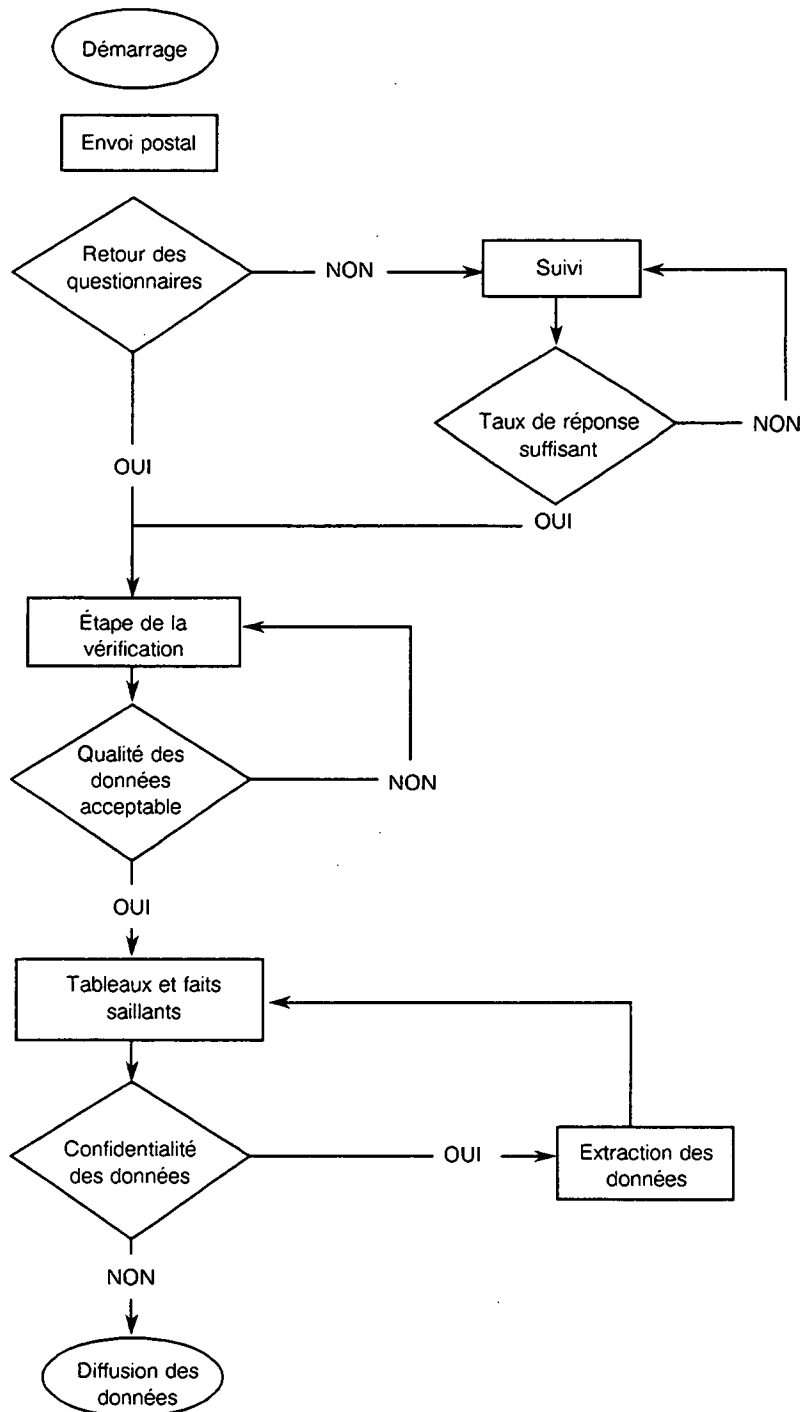 Démarrage
Envoi postal
Retour des
questionnaires
NON
Suivi
Taux de réponse
suffisant
NON
OUI
OUI
Étape de la
vérification
Qualité des
données
acceptable
NON
OUI
Tableaux et faits
saillants
Confidentialité
des données
OUI
Extraction des
données
NON
Diffusion des
données